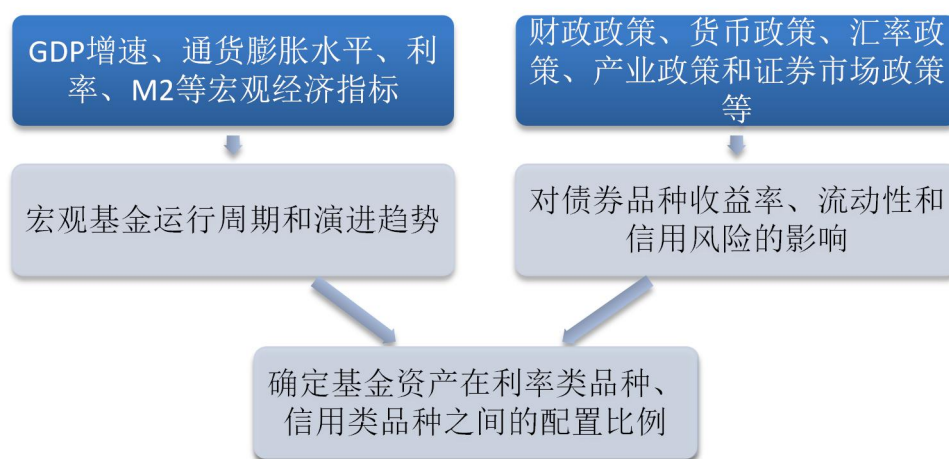 GDP增速、通货膨胀水平、利
率、M2等宏观经济指标
财政政策、货币政策、汇率政
策、产业政策和证券市场政策
等
宏观基金运行周期和演进趋势
对债券品种收益率、流动性和
信用风险的影响
确定基金资产在利率类品种、
信用类品种之间的配置比例